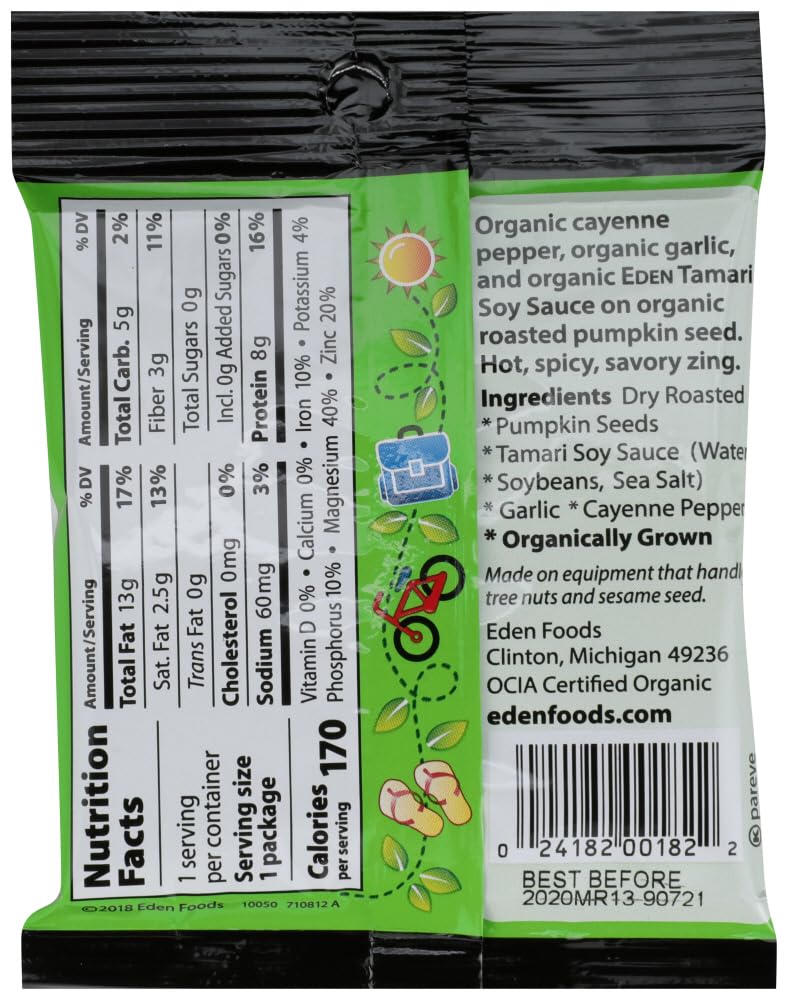 Nutrition
Facts
1 serving
per container
Serving size
1 package
Calories
per serving
170
Amount/Serving % DV
Total Fat 13g 17%
Sat. Fat 2.5g 13%
Trans Fat 0g
Cholesterol 0mg 0%
Sodium 60mg 3%
Amount/Serving % DV
Total Carb. 5g 2%
Fiber 3g 11%
Total Sugars 0g
Incl. 0g Added Sugars 0%
Protein 8g 16%
Vitamin D 0% • Calcium 0% • Iron 10% • Potassium 4%
Phosphorus 10% • Magnesium 40% • Zinc 20%
©2018 Eden Foods 10050 710812 A
Organic cayenne
pepper, organic garlic,
and organic EDEN Tamari
Soy Sauce on organic
roasted pumpkin seed.
Hot, spicy, savory zing.
Ingredients Dry Roasted
* Pumpkin Seeds
* Tamari Soy Sauce (Water
* Soybeans, Sea Salt)
* Garlic * Cayenne Pepper
* Organically Grown
Made on equipment that handl
tree nuts and sesame seed.
Eden Foods
Clinton, Michigan 49236
OCIA Certified Organic
edenfoods.com
0 24182 00182 2
K pareve
BEST BEFORE
2020MR13 90721